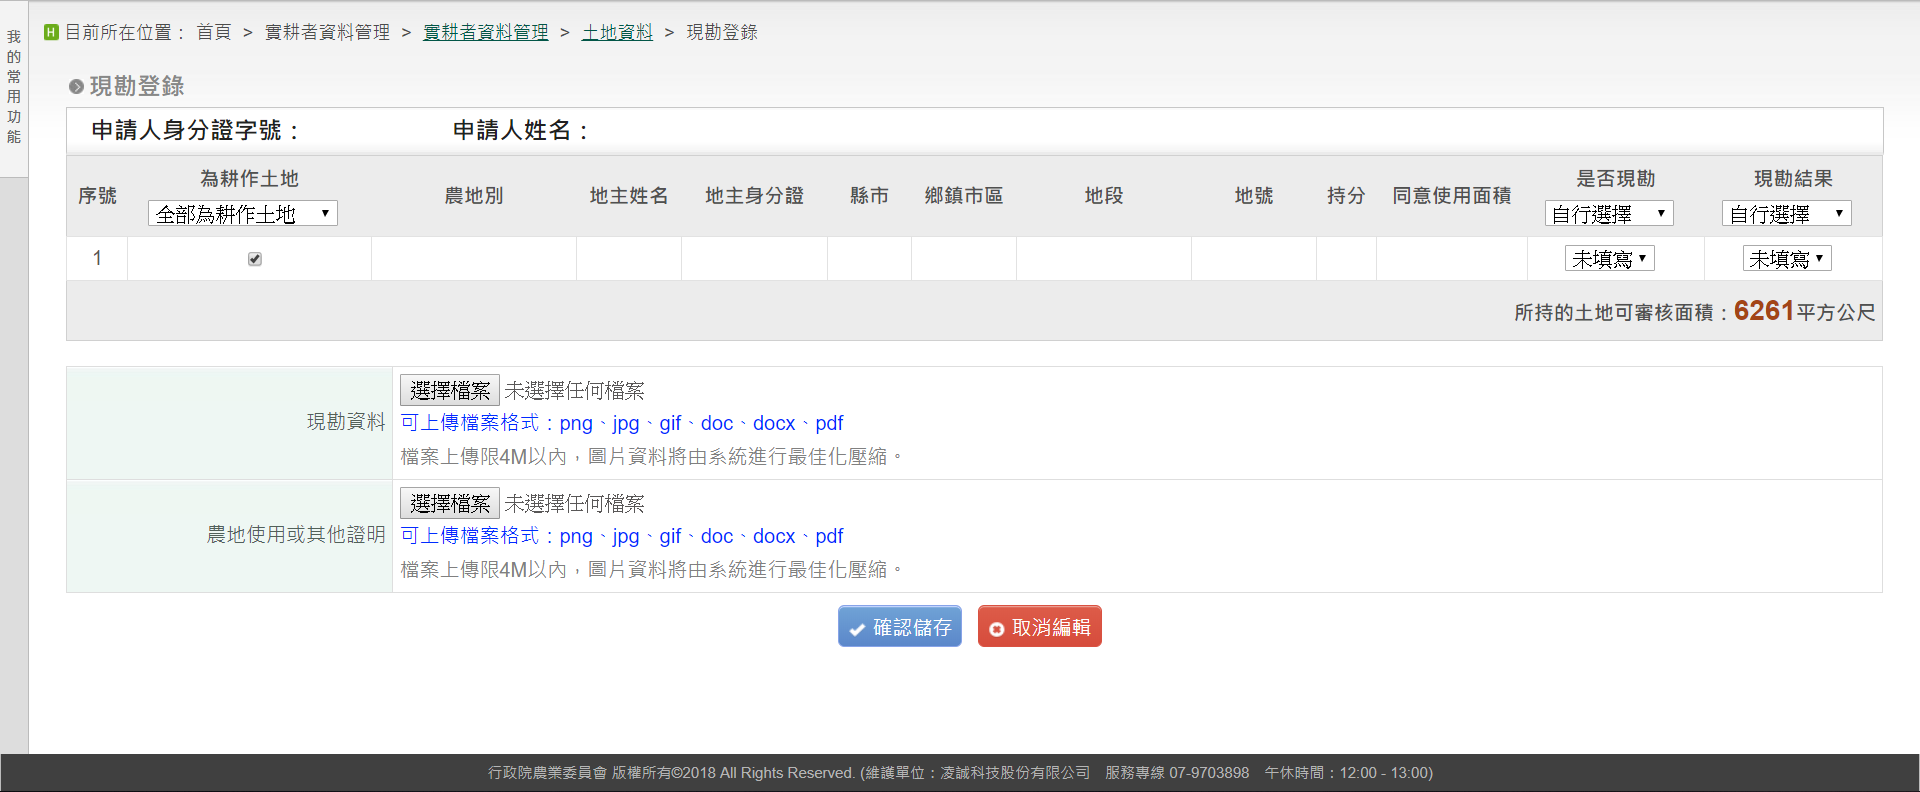 我的常用功能
目前所在位置： 首頁 > 實耕者資料管理 > 實耕者資料管理 > 土地資料 > 現勘登錄
現勘登錄
申請人身分證字號： 申請人姓名：
序號 為耕作土地 農地別 地主姓名 地主身分證 縣市 鄉鎮市區 地段 地號 持分 同意使用面積 是否現勘 現勘結果
全部為耕作土地 自行選擇 自行選擇
1 未填寫 未填寫
所持的土地可審核面積：6261平方公尺
現勘資料
選擇檔案 未選擇任何檔案
可上傳檔案格式：png、jpg、gif、doc、docx、pdf
檔案上傳限4M以內，圖片資料將由系統進行最佳化壓縮。
農地使用或其他證明
選擇檔案 未選擇任何檔案
可上傳檔案格式：png、jpg、gif、doc、docx、pdf
檔案上傳限4M以內，圖片資料將由系統進行最佳化壓縮。
確認儲存 取消編輯
行政院農業委員會 版權所有©2018 All Rights Reserved. (維護單位：凌誠科技股份有限公司 服務專線 07-9703898 午休時間：12:00 - 13:00)